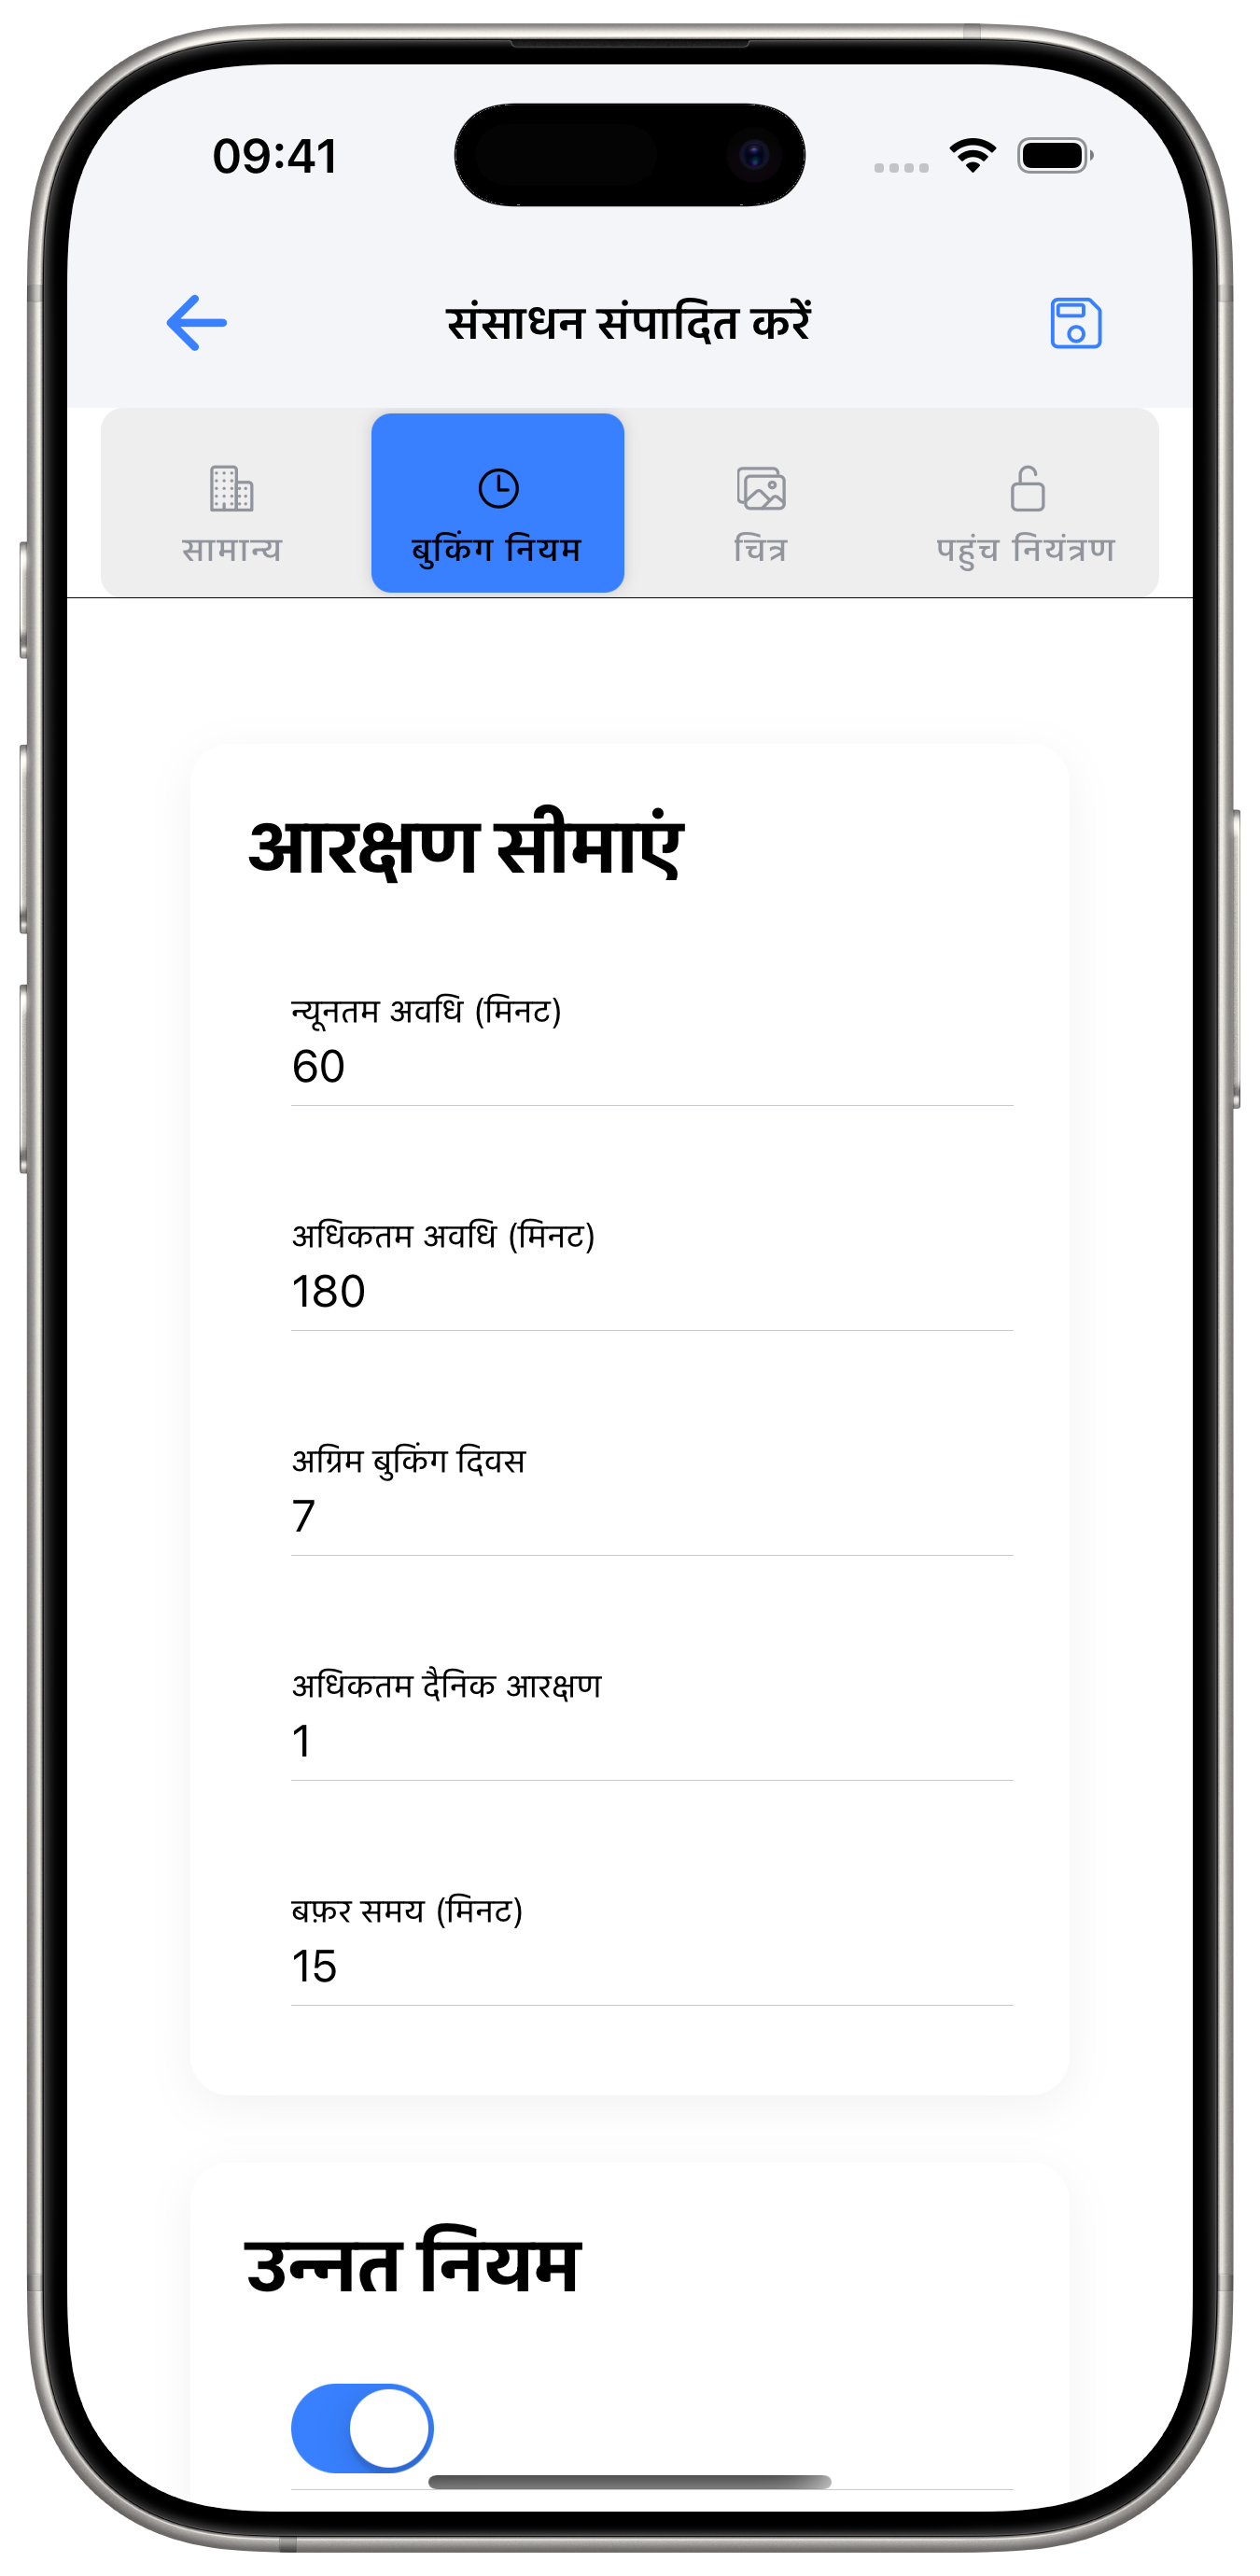 09:41
संसाधन संपादित करें
सामान्य
बुकिंग नियम
चित्र
पहुंच नियंत्रण
आरक्षण सीमाएं
न्यूनतम अवधि (मिनट)
60
अधिकतम अवधि (मिनट)
180
अग्रिम बुकिंग दिवस
7
अधिकतम दैनिक आरक्षण
1
बफ़र समय (मिनट)
15
उन्नत नियम